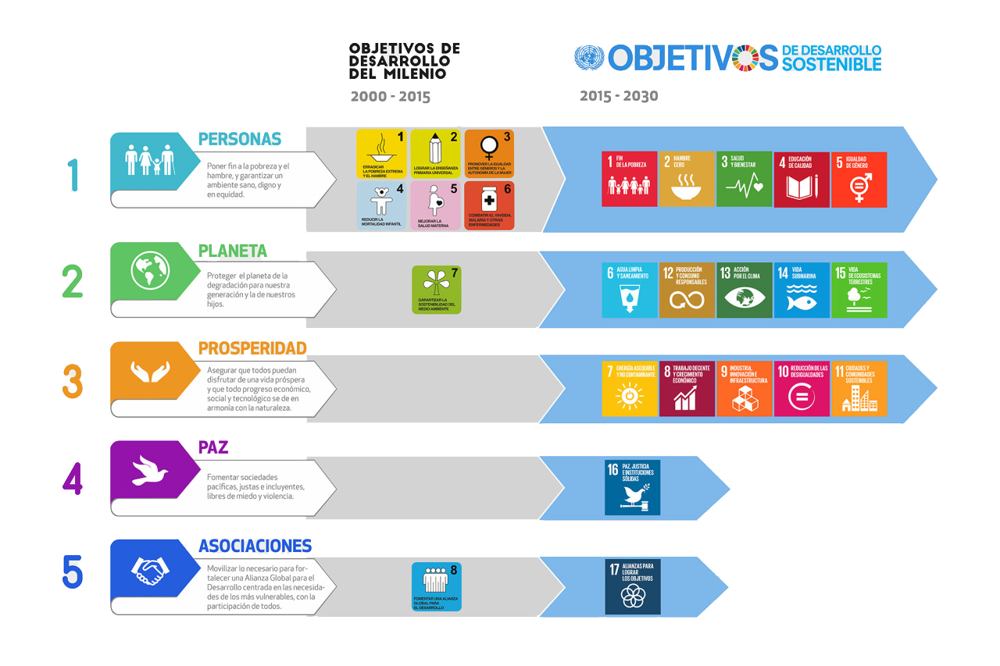 OBJETIVOS DE
DESARROLLO
DEL MILENIO
2000 - 2015
OBJETIVOS
DE DESARROLLO
SOSTENIBLE
2015 - 2030
1
PERSONAS
Poner fin a la pobreza y el
hambre, y garantizar un
ambiente sano, digno y
en equidad.
1
ERRADICAR
LA POBREZA EXTREMA
Y EL HAMBRE
2
LOGRAR LA ENSEÑANZA
PRIMARIA UNIVERSAL
3
PROMOVER LA IGUALDAD
ENTRE GÉNEROS Y LA
AUTONOMÍA DE LA MUJER
4
REDUCIR LA
MORTALIDAD INFANTIL
5
MEJORAR LA
SALUD MATERNA
6
COMBATIR EL VIH/SIDA,
MALARIA Y OTRAS
ENFERMEDADES
1 FIN
DE LA POBREZA
2 HAMBRE
CERO
3 SALUD
Y BIENESTAR
4 EDUCACIÓN
DE CALIDAD
5 IGUALDAD
DE GÉNERO
2
PLANETA
Proteger el planeta de la
degradación para nuestra
generación y la de nuestros
hijos.
7
GARANTIZAR LA
SOSTENIBILIDAD DEL
MEDIO AMBIENTE
6 AGUA LIMPIA
Y SANEAMIENTO
12 PRODUCCIÓN
Y CONSUMO
RESPONSABLES
13 ACCIÓN
POR EL CLIMA
14 VIDA
SUBMARINA
15 VIDA
DE ECOSISTEMAS
TERRESTRES
3
PROSPERIDAD
Asegurar que todos puedan
disfrutar de una vida próspera
y que todo progreso económico,
social y tecnológico se de en
armonía con la naturaleza.
7 ENERGÍA ASEQUIBLE
Y NO CONTAMINANTE
8 TRABAJO DECENTE
Y CRECIMIENTO
ECONÓMICO
9 INDUSTRIA,
INNOVACIÓN E
INFRAESTRUCTURA
10 REDUCCIÓN DE LAS
DESIGUALDADES
11 CIUDADES Y
COMUNIDADES
SOSTENIBLES
4
PAZ
Fomentar sociedades
pacíficas, justas e incluyentes,
libres de miedo y violencia.
16 PAZ, JUSTICIA
E INSTITUCIONES
SÓLIDAS
5
ASOCIACIONES
Movilizar lo necesario para for-
talecer una Alianza Global para el
Desarrollo centrada en las necesida-
des de los más vulnerables, con la
participación de todos.
8
FOMENTAR UNA ALIANZA
GLOBAL PARA
EL DESARROLLO
17 ALIANZAS PARA
LOGRAR
LOS OBJETIVOS